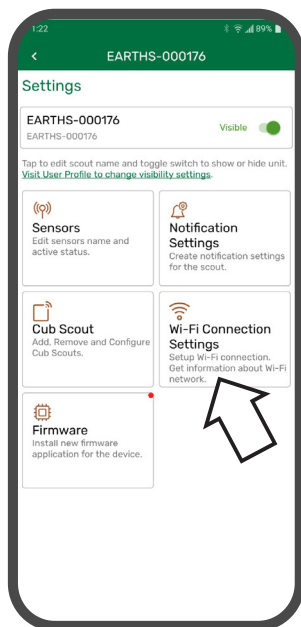 1:22 89%
EARTHS-000176
Settings
EARTHS-000176
EARTHS-000176
Visible
Tap to edit scout name and toggle switch to show or hide unit.
Visit User Profile to change visibility settings.
Sensors
Edit sensors name and
active status.
Notification
Settings
Create notification settings
for the scout.
Cub Scout
Add, Remove and Configure
Cub Scouts.
Wi-Fi Connection
Settings
Setup Wi-Fi connection.
Get information about Wi-Fi
network.
Firmware
Install new firmware
application for the device.